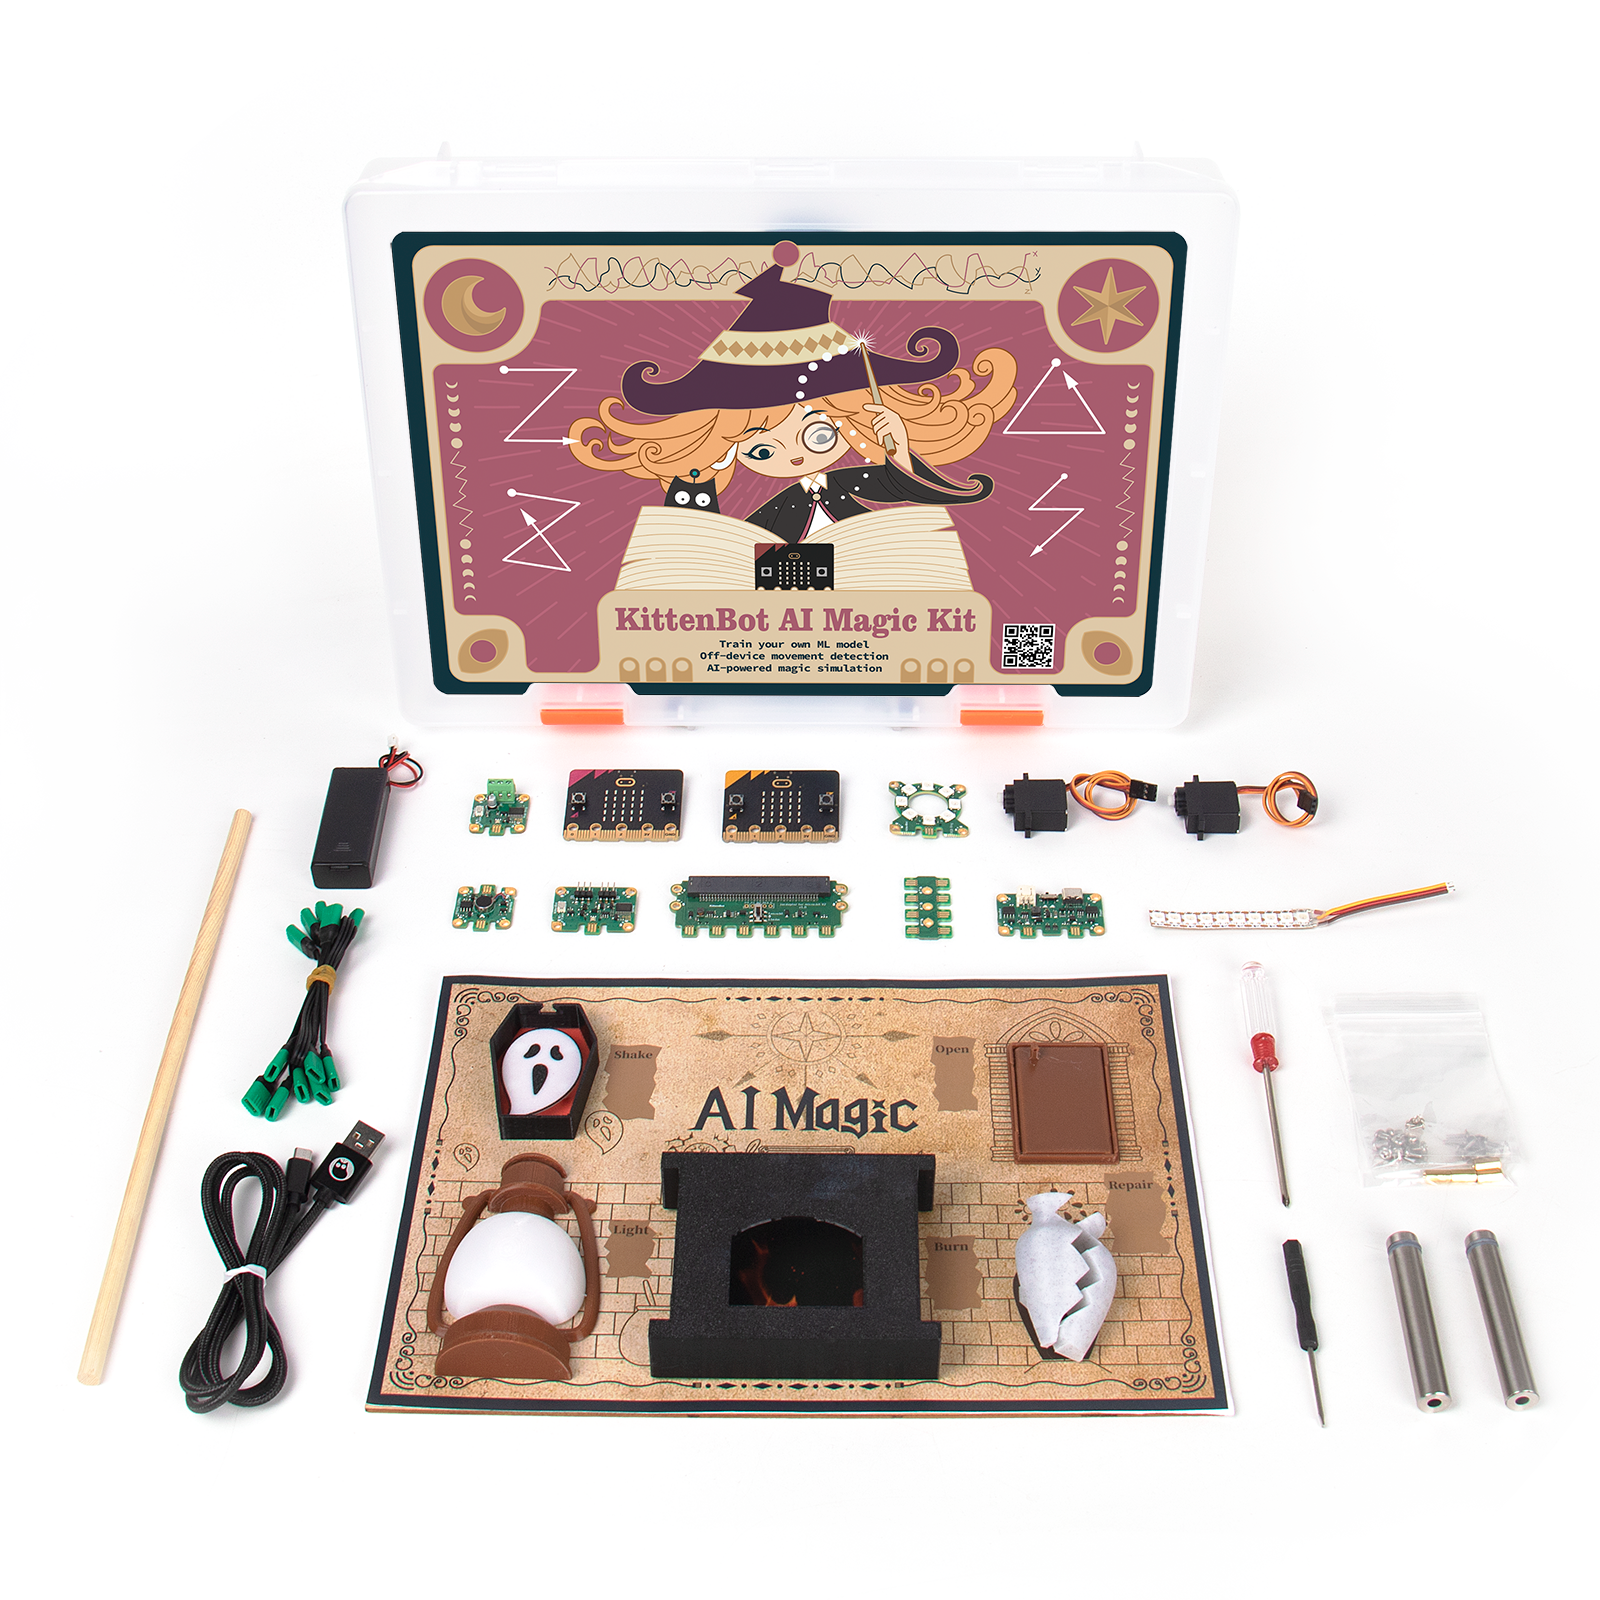 x
y
z
KittenBot AI Magic Kit
Train your own ML model
Off-device movement detection
AI-powered magic simulation
Shake
Open
AI Magic
Repair
Light
Burn